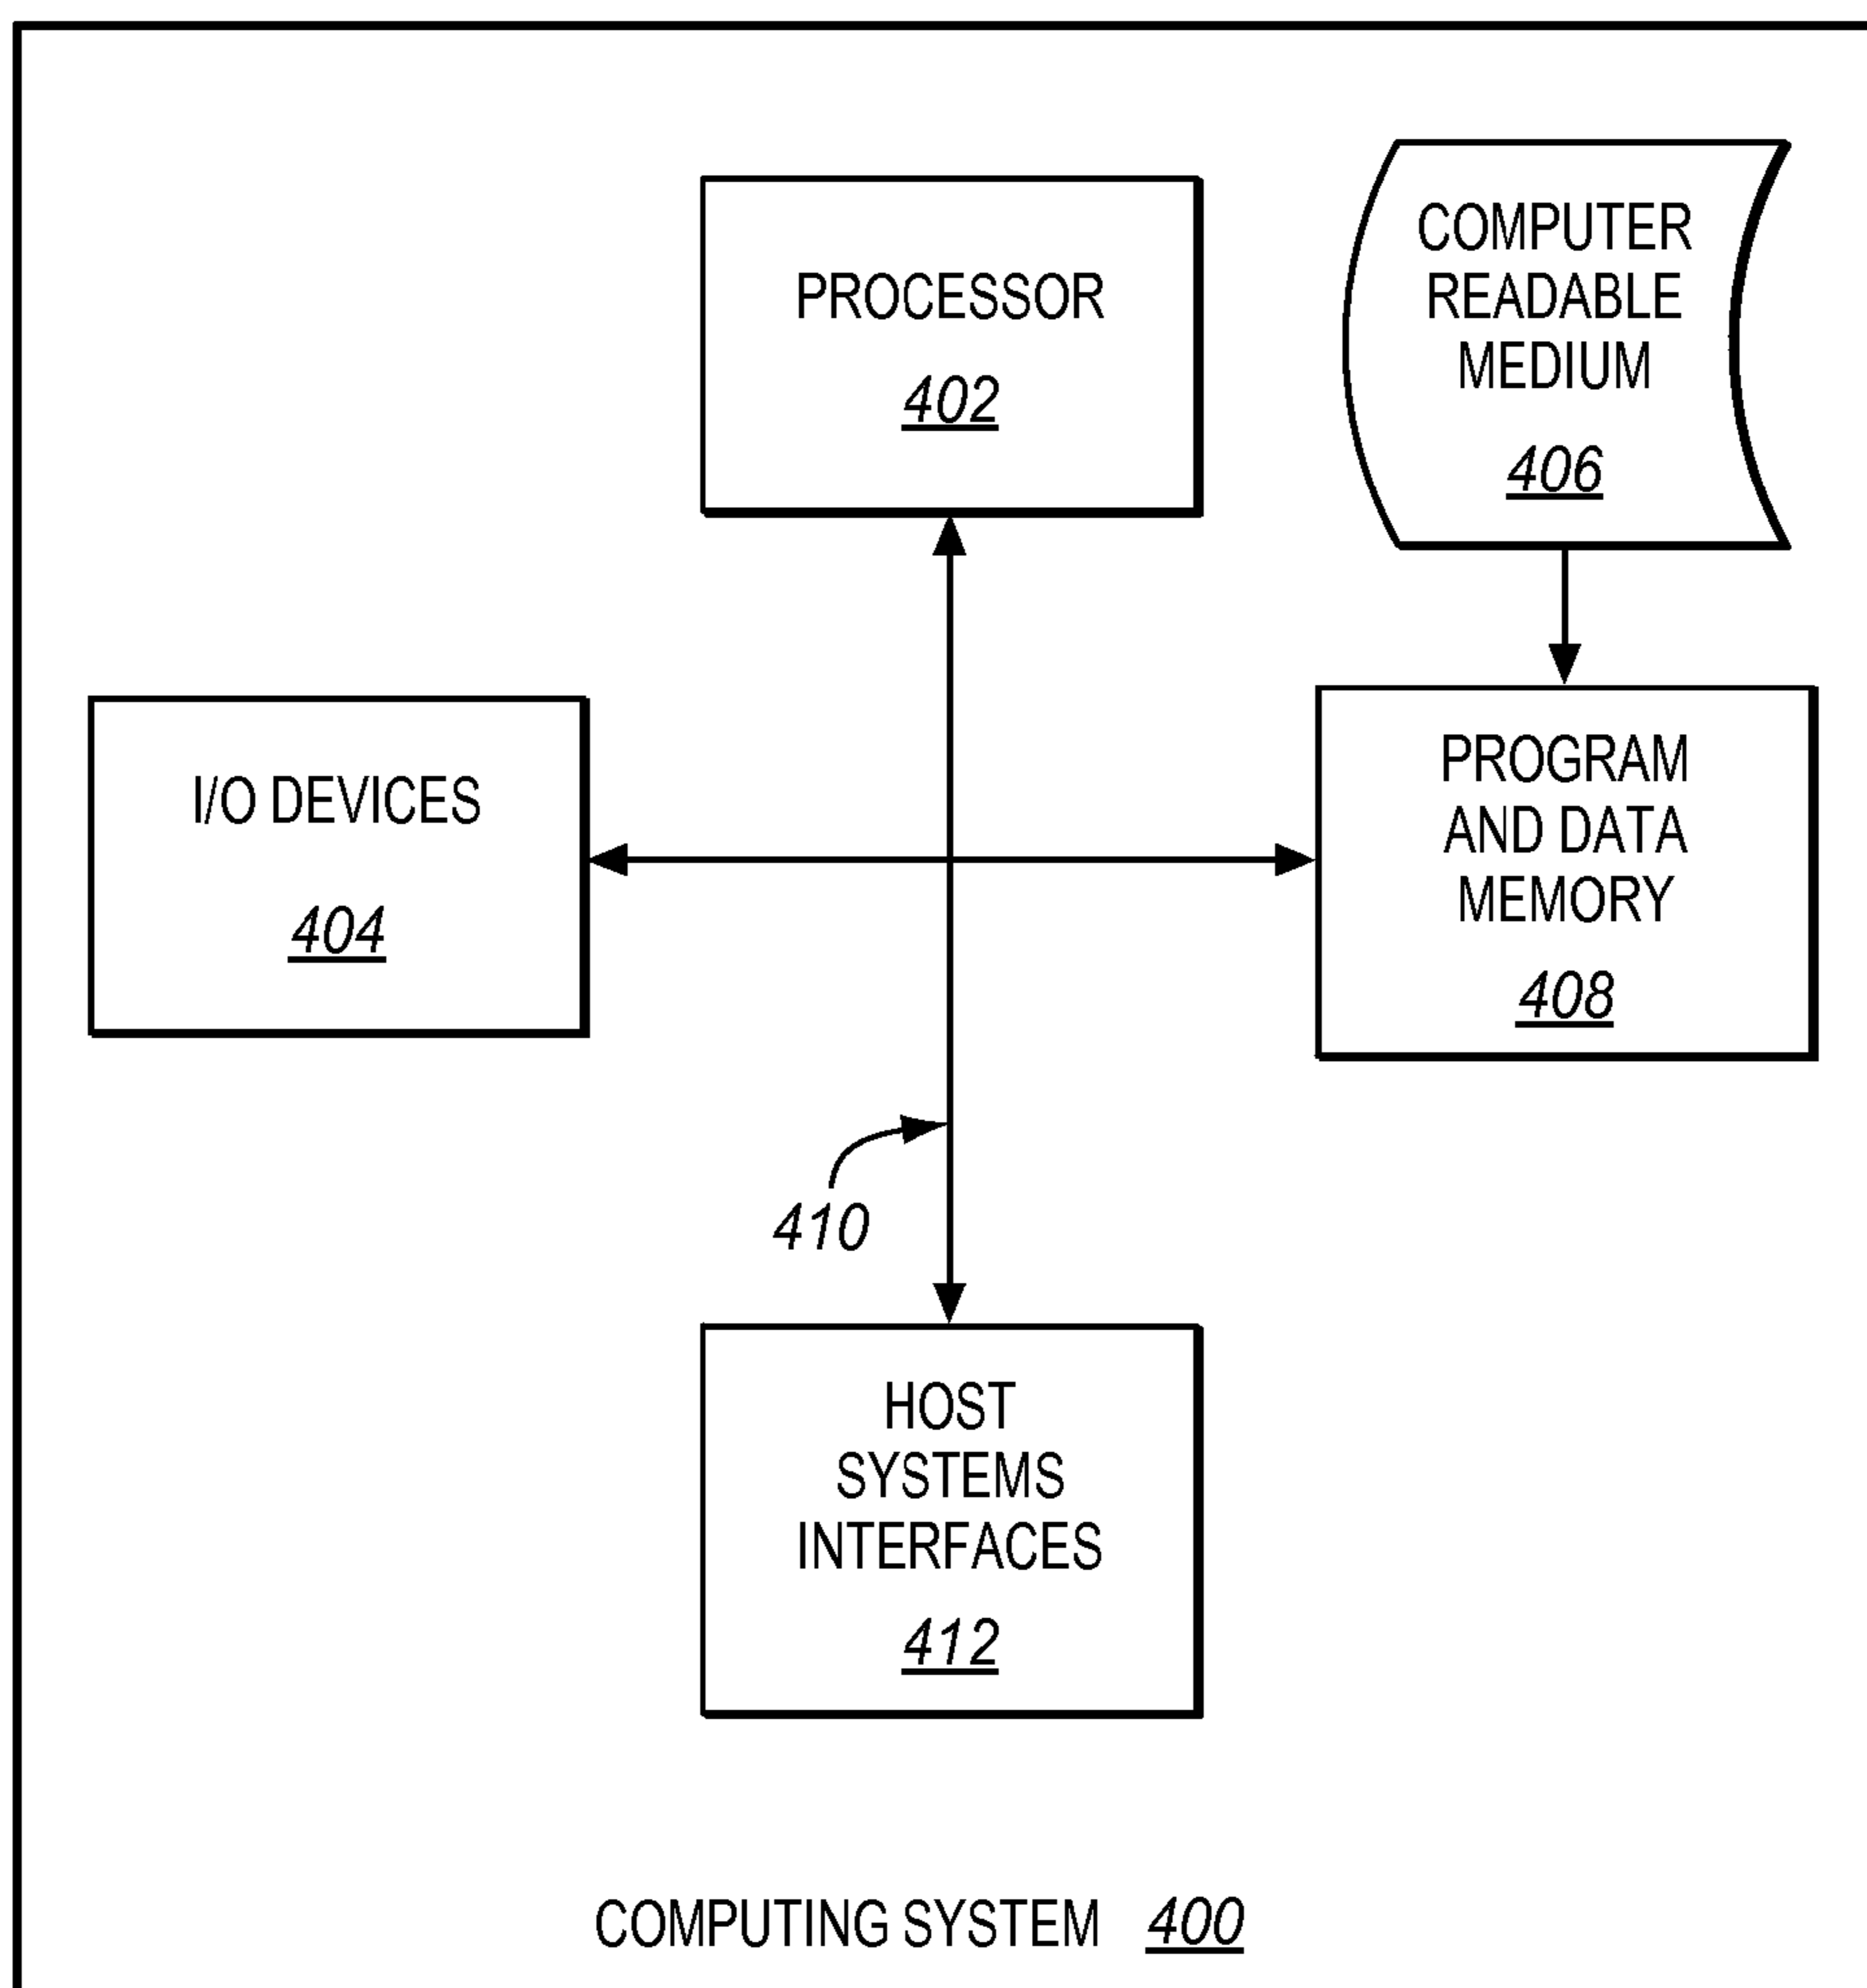 PROCESSOR
402
COMPUTER
READABLE
MEDIUM
406
I/O DEVICES
404
PROGRAM
AND DATA
MEMORY
408
410
HOST
SYSTEMS
INTERFACES
412
COMPUTING SYSTEM 400